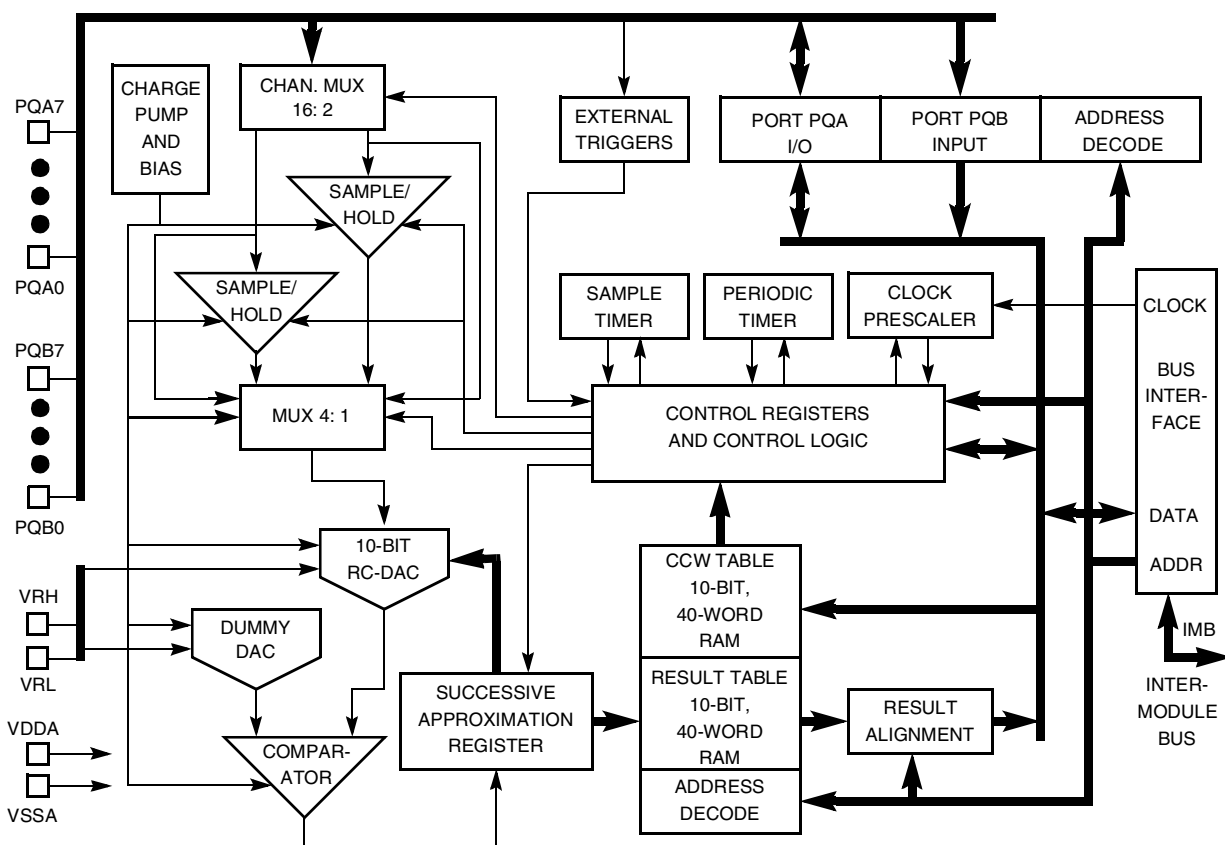 PQA7
PQA0
PQB7
PQB0
VRH
VRL
VDDA
VSSA
CHARGE
PUMP
AND
BIAS
CHAN. MUX
16: 2
SAMPLE/
HOLD
SAMPLE/
HOLD
MUX 4: 1
10-BIT
RC-DAC
DUMMY
DAC
COMPAR-
ATOR
EXTERNAL
TRIGGERS
PORT PQA
I/O
PORT PQB
INPUT
ADDRESS
DECODE
SAMPLE
TIMER
PERIODIC
TIMER
CLOCK
PRESCALER
CONTROL REGISTERS
AND CONTROL LOGIC
CCW TABLE
10-BIT,
40-WORD
RAM
RESULT TABLE
10-BIT,
40-WORD
RAM
ADDRESS
DECODE
SUCCESSIVE
APPROXIMATION
REGISTER
RESULT
ALIGNMENT
CLOCK
BUS
INTER-
FACE
DATA
ADDR
IMB
INTER-
MODULE
BUS